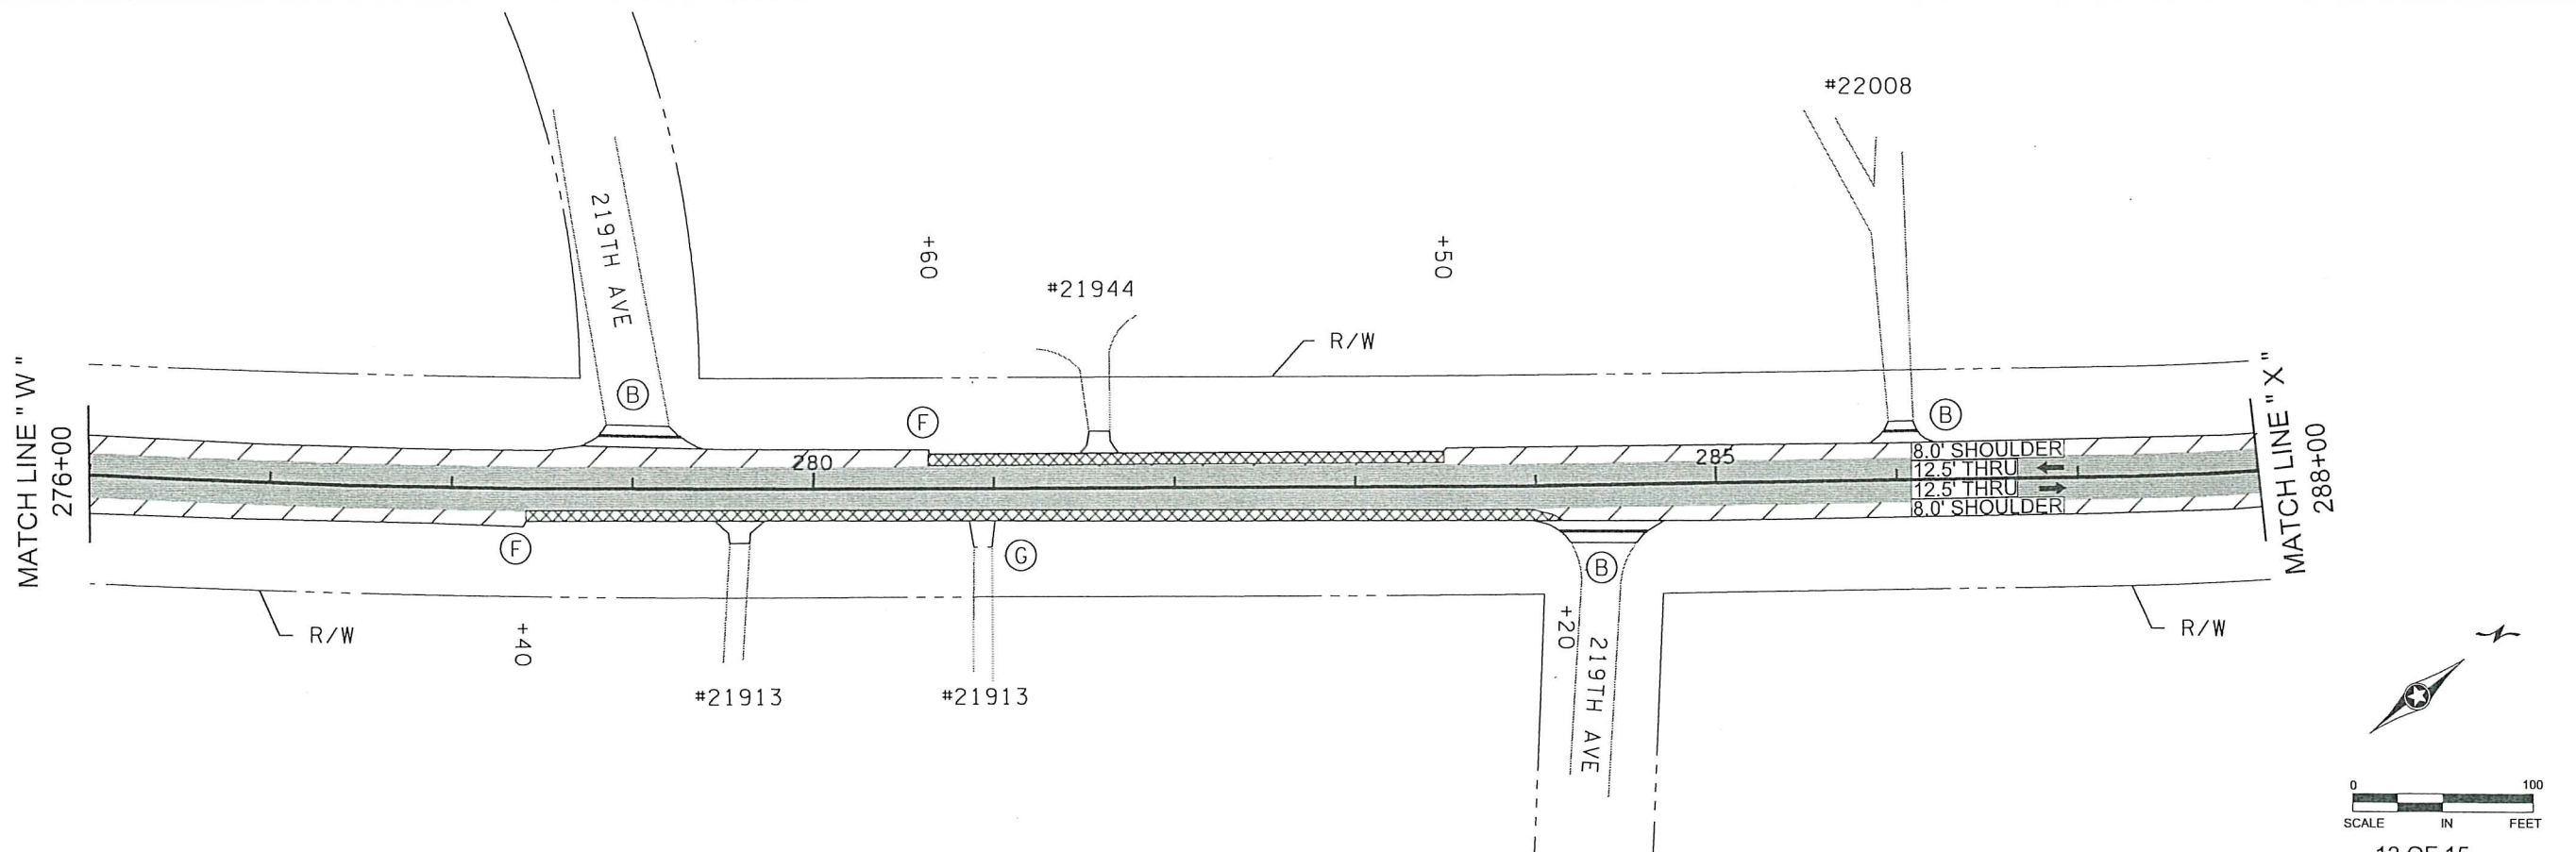 #22008
219TH AVE
+60
+50
#21944
R/W
MATCH LINE "W"
276+00
B
F
B
280
285
8.0' SHOULDER
12.5' THRU
12.5' THRU
8.0' SHOULDER
MATCH LINE "X"
288+00
F
G
B
R/W
+40
+20
219TH AVE
R/W
#21913
#21913
0 100
SCALE IN FEET